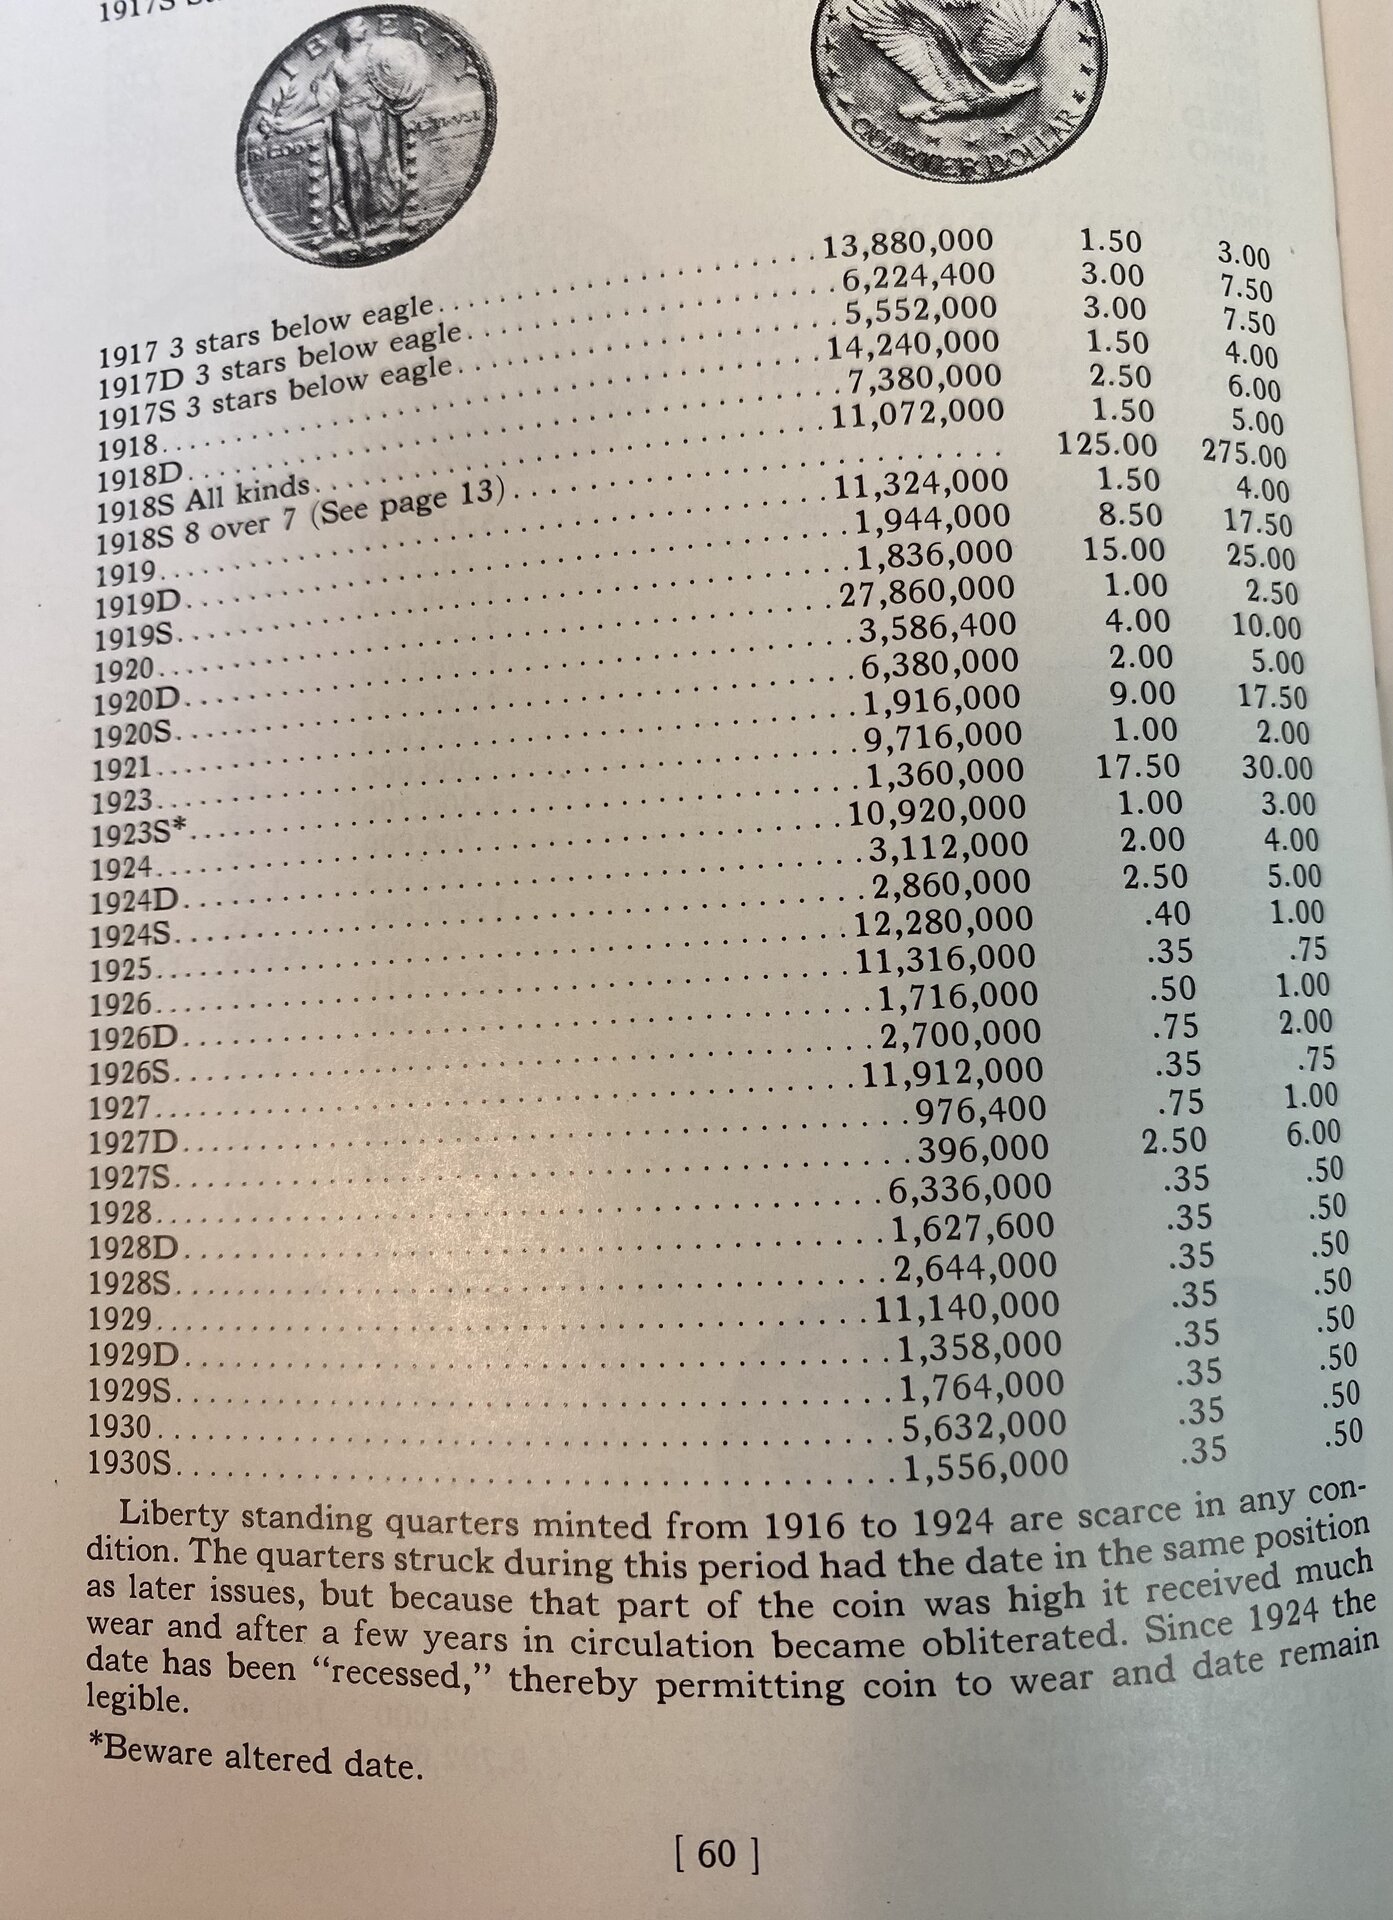 1917S
LIBERTY
QUARTER DOLLAR
1917 3 stars below eagle. . . . . . . . . . . . . . . . . . . . . . . 13,880,000 1.50 3.00
1917D 3 stars below eagle. . . . . . . . . . . . . . . . . . . . . . . 6,224,400 3.00 7.50
1917S 3 stars below eagle. . . . . . . . . . . . . . . . . . . . . . . 5,552,000 3.00 7.50
1918. . . . . . . . . . . . . . . . . . . . . . . 14,240,000 1.50 4.00
1918D. . . . . . . . . . . . . . . . . . . . . . . 7,380,000 2.50 6.00
1918S All kinds. . . . . . . . . . . . . . . . . . . . . . . 11,072,000 1.50 5.00
1918S 8 over 7 (See page 13). . . . . . . . . . . . . . . . . . . . . . . 125.00 275.00
1919. . . . . . . . . . . . . . . . . . . . . . . 11,324,000 1.50 4.00
1919D. . . . . . . . . . . . . . . . . . . . . . . 1,944,000 8.50 17.50
1919S. . . . . . . . . . . . . . . . . . . . . . . 1,836,000 15.00 25.00
1920. . . . . . . . . . . . . . . . . . . . . . . 27,860,000 1.00 2.50
1920D. . . . . . . . . . . . . . . . . . . . . . . 3,586,400 4.00 10.00
1920S. . . . . . . . . . . . . . . . . . . . . . . 6,380,000 2.00 5.00
1921. . . . . . . . . . . . . . . . . . . . . . . 1,916,000 9.00 17.50
1923. . . . . . . . . . . . . . . . . . . . . . . 9,716,000 1.00 2.00
1923S*. . . . . . . . . . . . . . . . . . . . . . . 1,360,000 17.50 30.00
1924. . . . . . . . . . . . . . . . . . . . . . . 10,920,000 1.00 3.00
1924D. . . . . . . . . . . . . . . . . . . . . . . 3,112,000 2.00 4.00
1924S. . . . . . . . . . . . . . . . . . . . . . . 2,860,000 2.50 5.00
1925. . . . . . . . . . . . . . . . . . . . . . . 12,280,000 .40 1.00
1926. . . . . . . . . . . . . . . . . . . . . . . 11,316,000 .35 .75
1926D. . . . . . . . . . . . . . . . . . . . . . . 1,716,000 .50 1.00
1926S. . . . . . . . . . . . . . . . . . . . . . . 2,700,000 .75 2.00
1927. . . . . . . . . . . . . . . . . . . . . . . 11,912,000 .35 .75
1927D. . . . . . . . . . . . . . . . . . . . . . . 976,400 .75 1.00
1927S. . . . . . . . . . . . . . . . . . . . . . . 396,000 2.50 6.00
1928. . . . . . . . . . . . . . . . . . . . . . . 6,336,000 .35 .50
1928D. . . . . . . . . . . . . . . . . . . . . . . 1,627,600 .35 .50
1928S. . . . . . . . . . . . . . . . . . . . . . . 2,644,000 .35 .50
1929. . . . . . . . . . . . . . . . . . . . . . . 11,140,000 .35 .50
1929D. . . . . . . . . . . . . . . . . . . . . . . 1,358,000 .35 .50
1929S. . . . . . . . . . . . . . . . . . . . . . . 1,764,000 .35 .50
1930. . . . . . . . . . . . . . . . . . . . . . . 5,632,000 .35 .50
1930S. . . . . . . . . . . . . . . . . . . . . . . 1,556,000 .35 .50
Liberty standing quarters minted from 1916 to 1924 are scarce in any con-
dition. The quarters struck during this period had the date in the same position
as later issues, but because that part of the coin was high it received much
wear and after a few years in circulation became obliterated. Since 1924 the
date has been “recessed,” thereby permitting coin to wear and date remain
legible.
*Beware altered date.
[ 60 ]